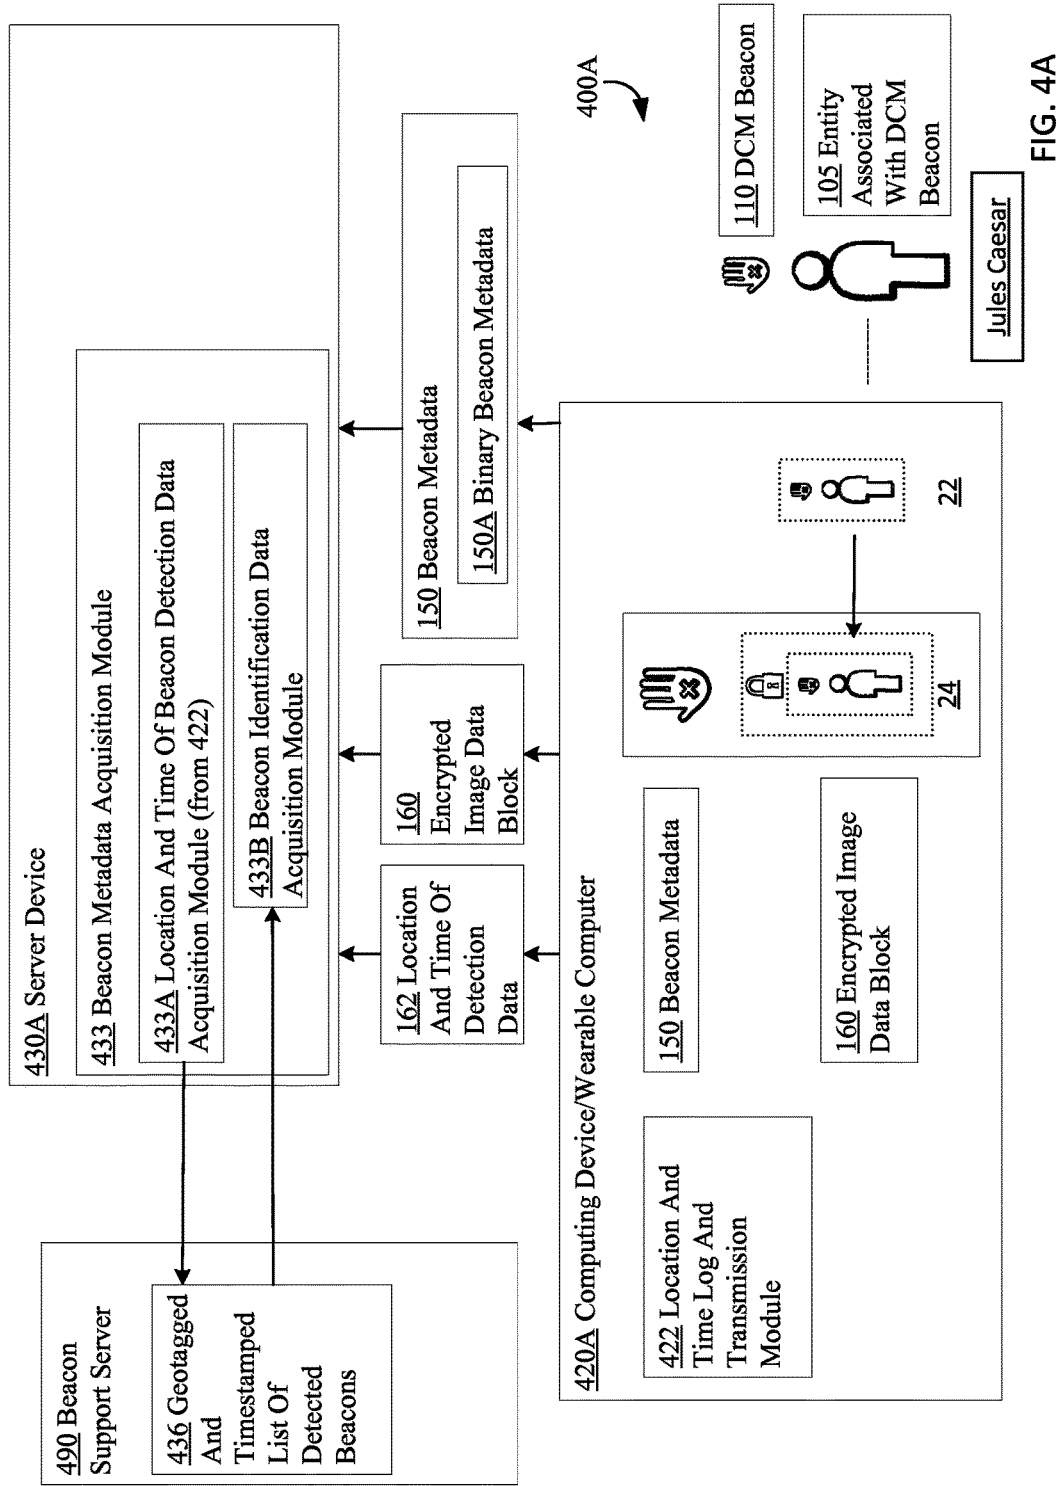 490 Beacon
Support Server
436 Geotagged
And
Timestamped
List Of
Detected
Beacons
430A Server Device
433 Beacon Metadata Acquisition Module
433A Location And Time Of Beacon Detection Data
Acquisition Module (from 422)
433B Beacon Identification Data
Acquisition Module
162 Location
And Time Of
Detection
Data
160
Encrypted
Image Data
Block
150 Beacon Metadata
150A Binary Beacon Metadata
400A
420A Computing Device/Wearable Computer
422 Location And
Time Log And
Transmission
Module
150 Beacon Metadata
160 Encrypted Image
Data Block
24
22
110 DCM Beacon
105 Entity
Associated
With DCM
Beacon
Jules Caesar
FIG. 4A